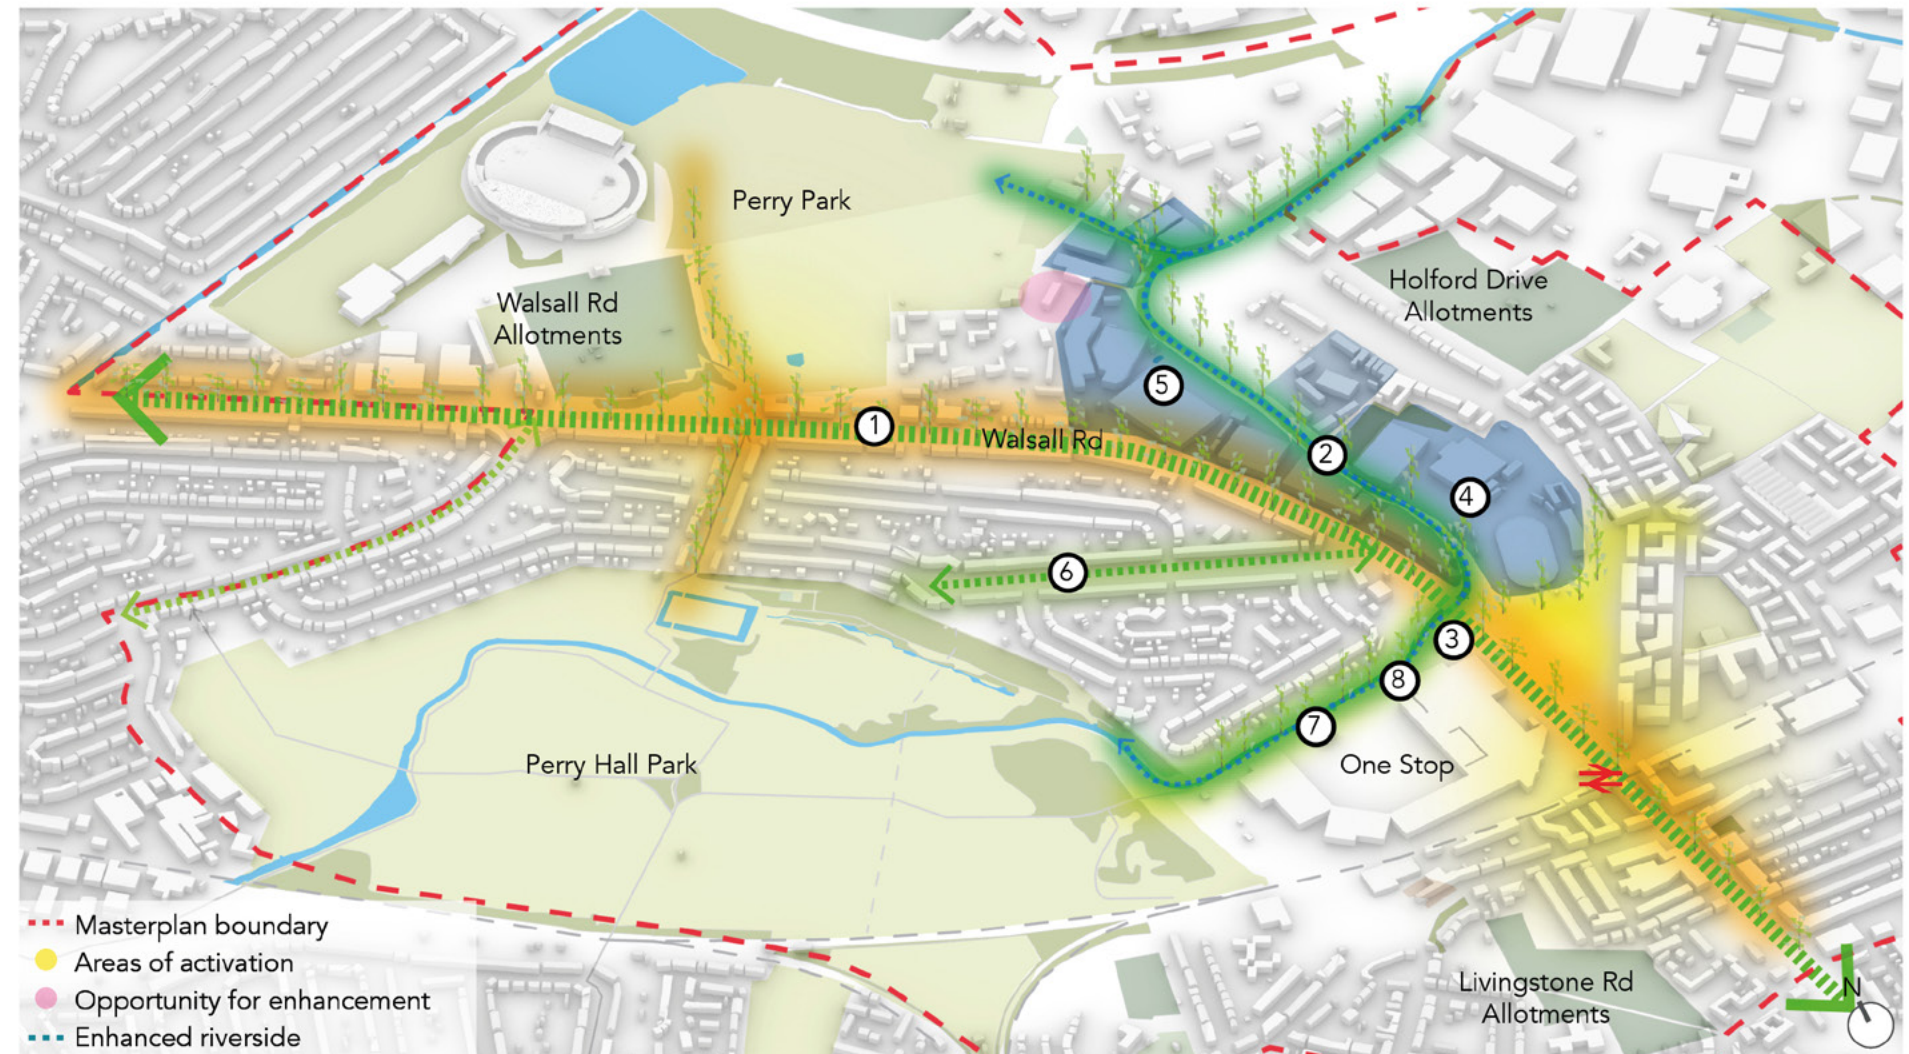 Perry Park
Walsall Rd
Allotments
Holford Drive
Allotments
5
1
Walsall Rd
2
4
6
3
8
7
Perry Hall Park
One Stop
Livingstone Rd
Allotments
N
Masterplan boundary
Areas of activation
Opportunity for enhancement
Enhanced riverside